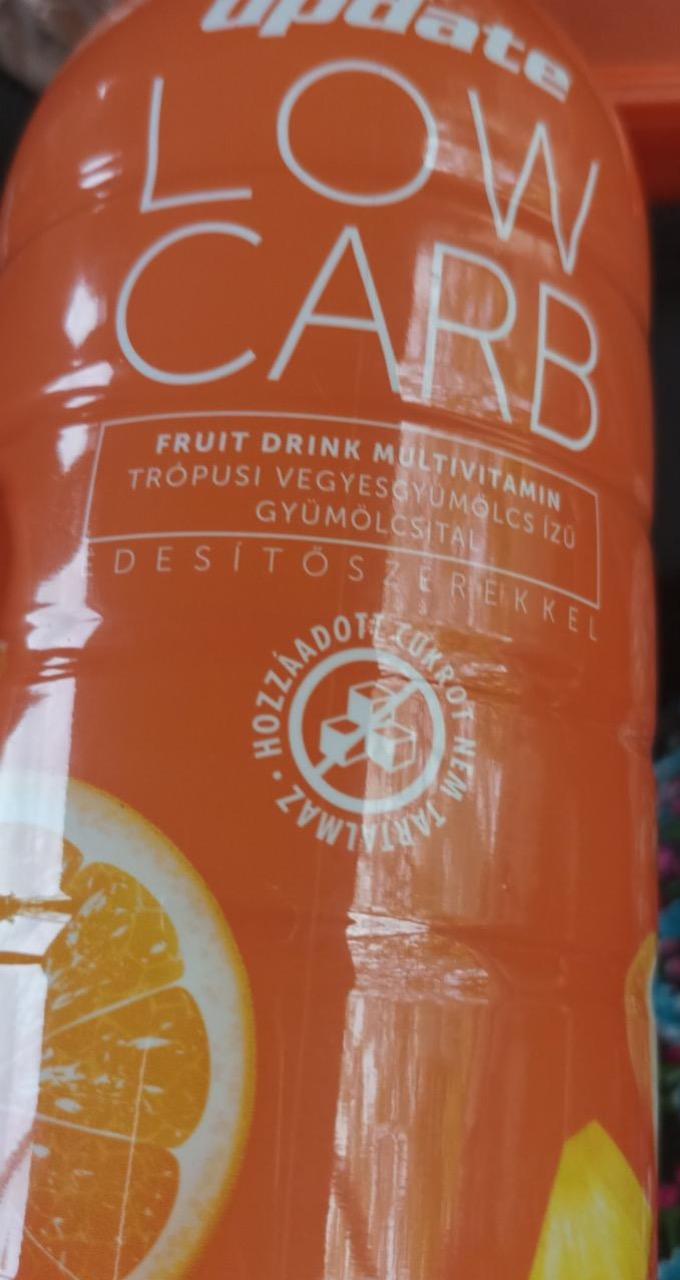 update
LOW
CARB
FRUIT DRINK MULTIVITAMIN
TRÓPUSI VEGYESGYÜMÖLCS ÍZŰ
GYÜMÖLCSITAL
ÉDESÍTŐSZEREKKEL
HOZZÁADOTT CUKROT NEM TARTALMAZ •